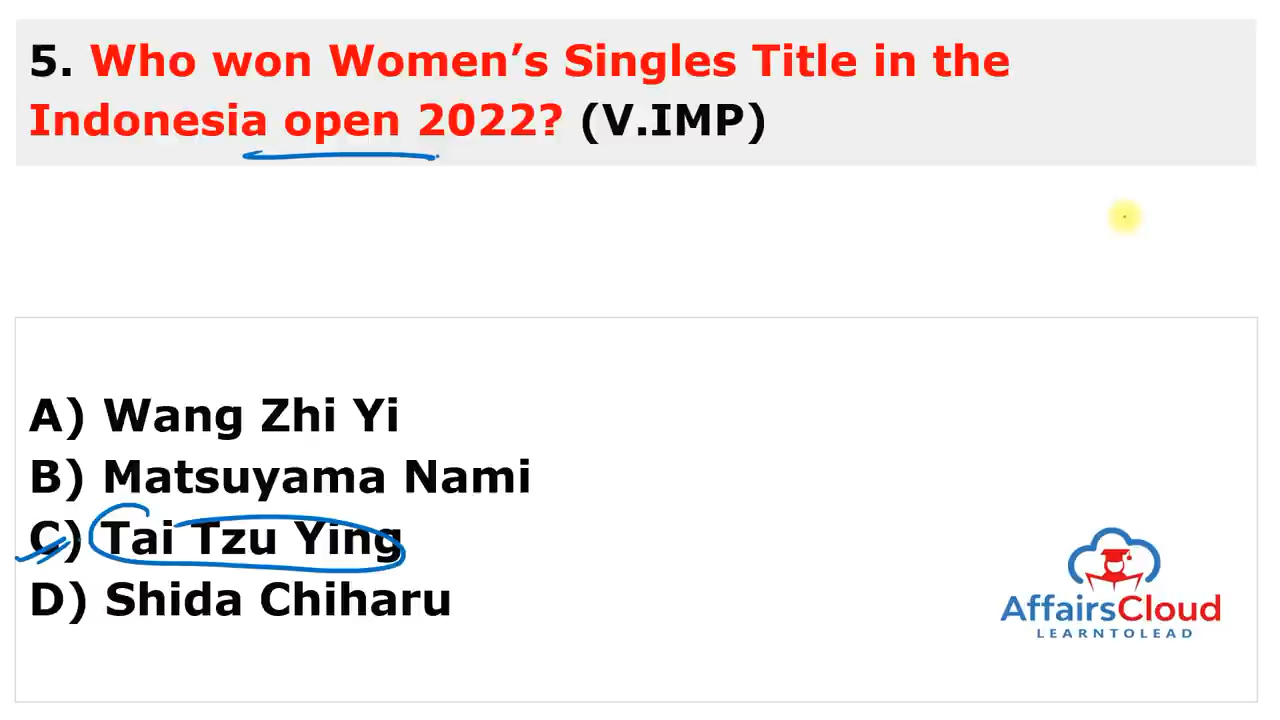 5. Who won Women’s Singles Title in the
Indonesia open 2022? (V.IMP)
A) Wang Zhi Yi
B) Matsuyama Nami
C) Tai Tzu Ying
D) Shida Chiharu
AffairsCloud
LEARNTOLEAD